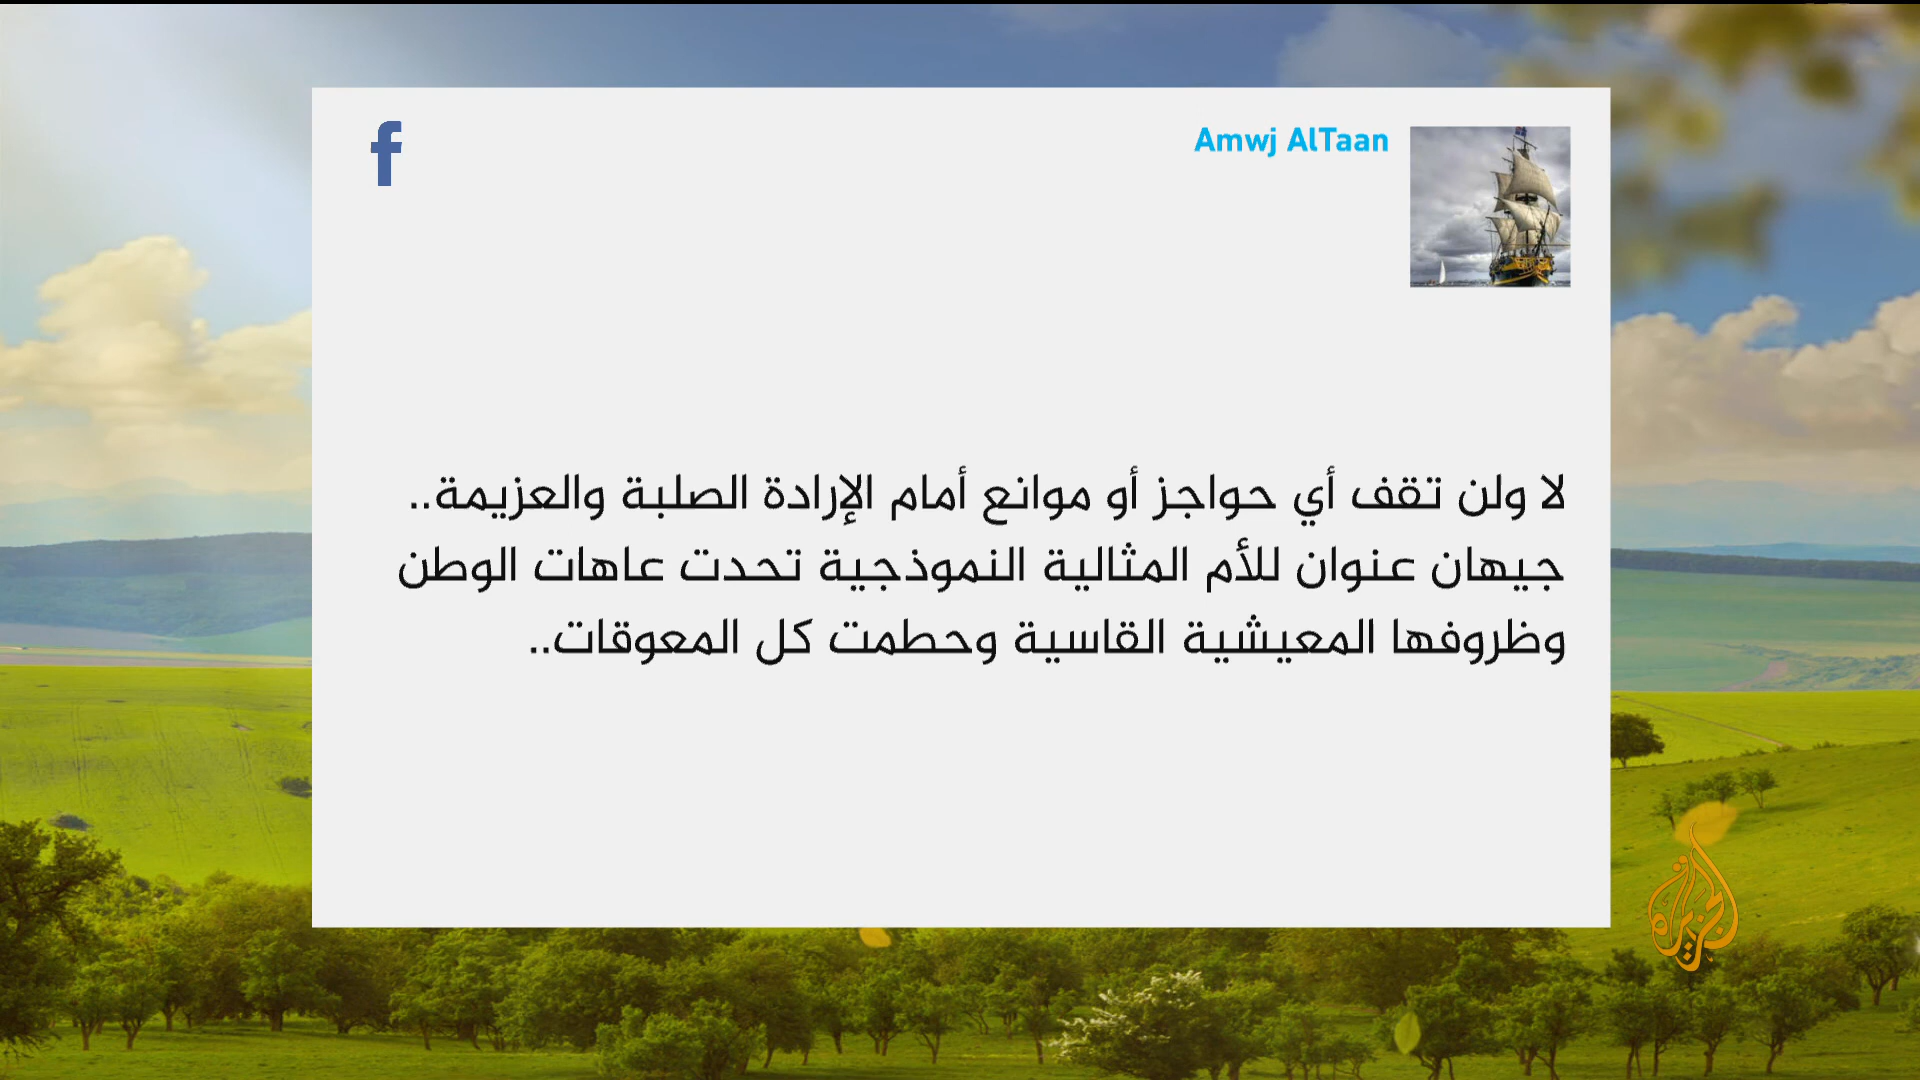 Amwj AlTaan
لا ولن تقف أي حواجز أو موانع أمام الإرادة الصلبة والعزيمة..
جيهان عنوان للأم المثالية النموذجية تحدت عاهات الوطن
وظروفها المعيشية القاسية وحطمت كل المعوقات..
الجزيرة